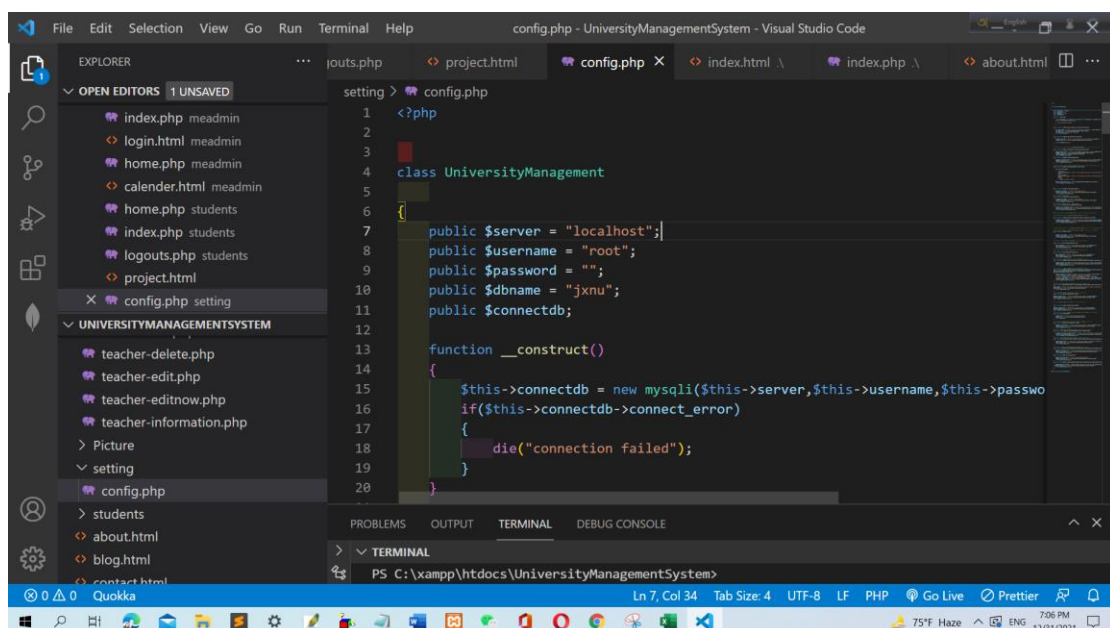 File Edit Selection View Go Run Terminal Help config.php - UniversityManagementSystem - Visual Studio Code
EXPLORER
OPEN EDITORS 1 UNSAVED
index.php meadmin
login.html meadmin
home.php meadmin
calender.html meadmin
home.php students
index.php students
logouts.php students
project.html
config.php setting
UNIVERSITYMANAGEMENTSYSTEM
teacher-delete.php
teacher-edit.php
teacher-editnow.php
teacher-information.php
Picture
setting
config.php
students
about.html
blog.html
contact.html
jouts.php project.html config.php index.html .\ index.php .\ about.html
setting > config.php
1 <?php
2
3
4 class UniversityManagement
5
6 {
7 public $server = "localhost";
8 public $username = "root";
9 public $password = "";
10 public $dbname = "jxnu";
11 public $connectdb;
12
13 function __construct()
14 {
15 $this->connectdb = new mysqli($this->server,$this->username,$this->passwo
16 if($this->connectdb->connect_error)
17 {
18 die("connection failed");
19 }
20 }
PROBLEMS OUTPUT TERMINAL DEBUG CONSOLE
TERMINAL
PS C:\xampp\htdocs\UniversityManagementSystem>
0 0 Quokka Ln 7, Col 34 Tab Size: 4 UTF-8 LF PHP Go Live Prettier
75°F Haze ENG 7:06 PM